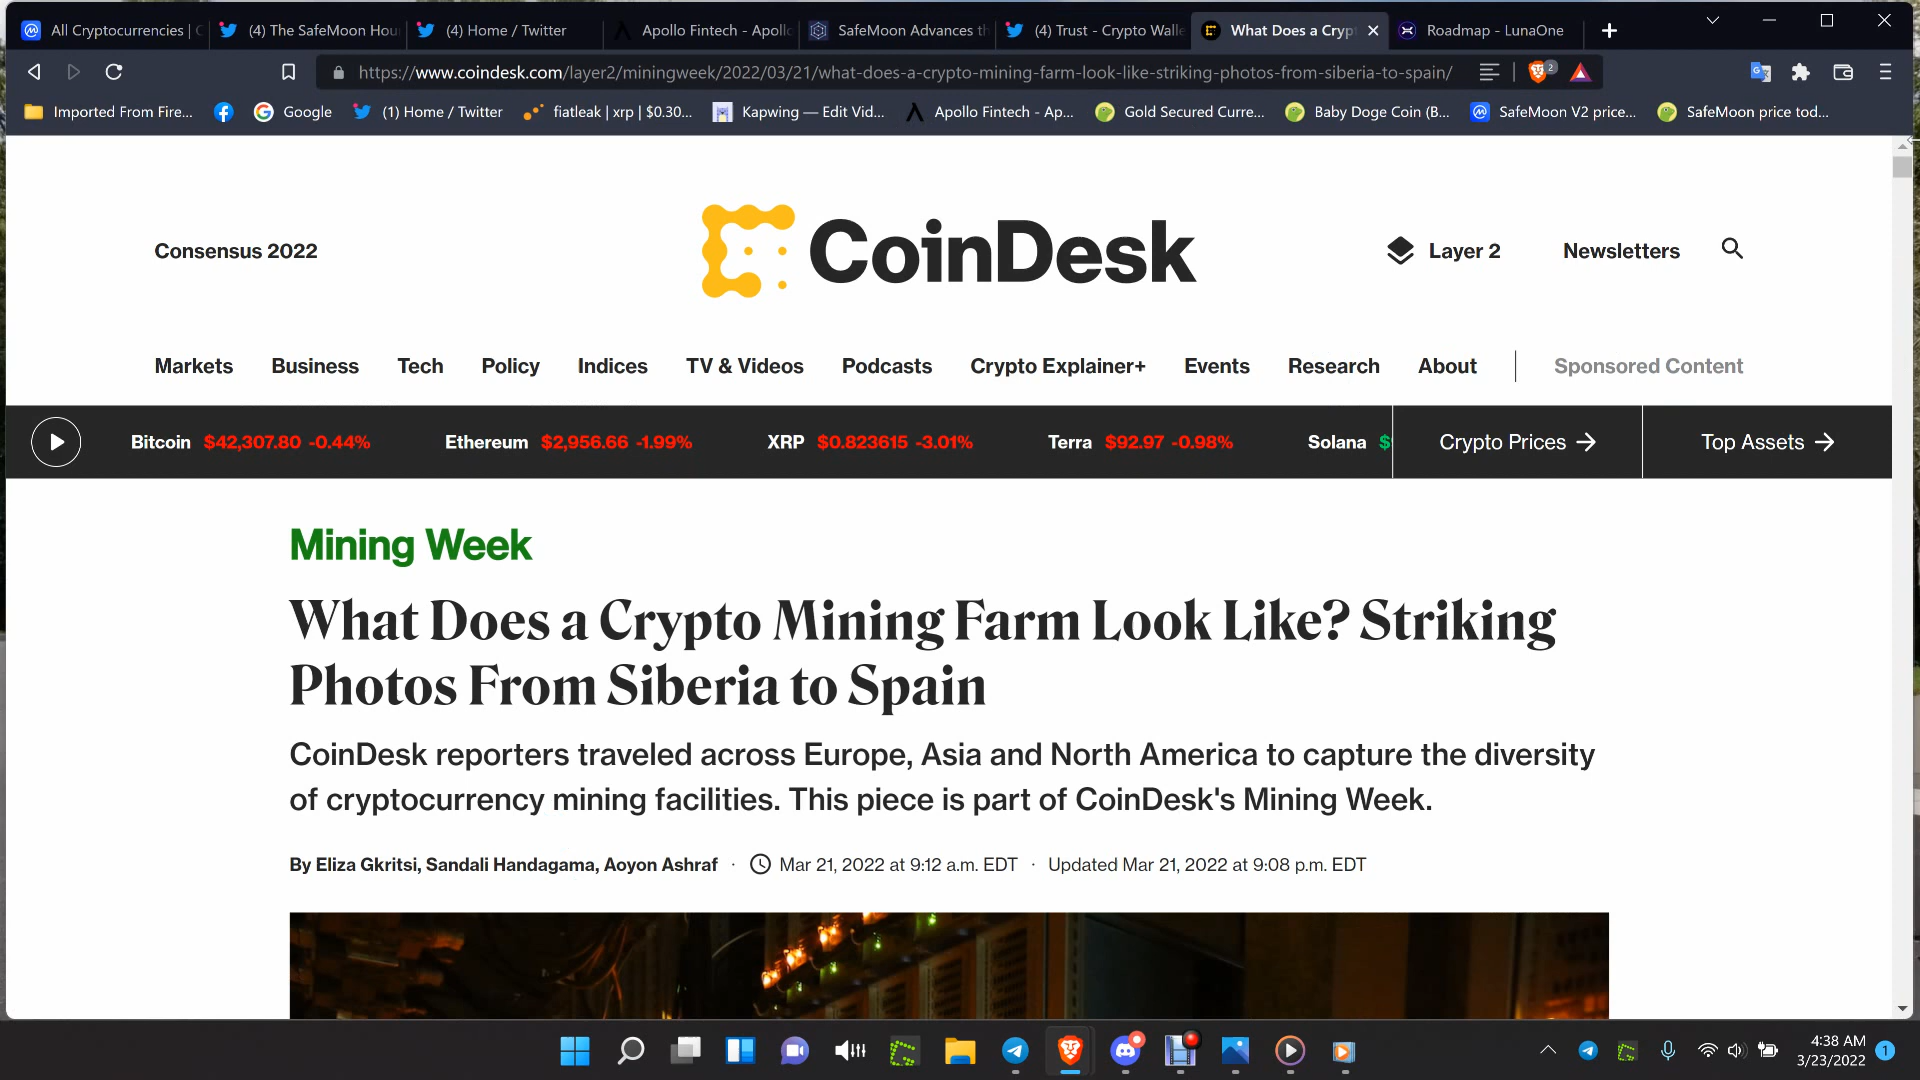 All Cryptocurrencies |
(4) The SafeMoon Hou
(4) Home / Twitter
Apollo Fintech - Apollo
SafeMoon Advances th
(4) Trust - Crypto Walle
What Does a Cryp
Roadmap - LunaOne
https://www.coindesk.com/layer2/miningweek/2022/03/21/what-does-a-crypto-mining-farm-look-like-striking-photos-from-siberia-to-spain/
2
Imported From Fire...
Google
(1) Home / Twitter
fiatleak | xrp | $0.30...
Kapwing — Edit Vid...
Apollo Fintech - Ap...
Gold Secured Curre...
Baby Doge Coin (B...
SafeMoon V2 price...
SafeMoon price tod...
Consensus 2022
CoinDesk
Layer 2
Newsletters
Markets
Business
Tech
Policy
Indices
TV & Videos
Podcasts
Crypto Explainer+
Events
Research
About
Sponsored Content
Bitcoin $42,307.80 -0.44%
Ethereum $2,956.66 -1.99%
XRP $0.823615 -3.01%
Terra $92.97 -0.98%
Solana $
Crypto Prices →
Top Assets →
Mining Week
What Does a Crypto Mining Farm Look Like? Striking
Photos From Siberia to Spain
CoinDesk reporters traveled across Europe, Asia and North America to capture the diversity
of cryptocurrency mining facilities. This piece is part of CoinDesk's Mining Week.
By Eliza Gkritsi, Sandali Handagama, Aoyon Ashraf · Mar 21, 2022 at 9:12 a.m. EDT · Updated Mar 21, 2022 at 9:08 p.m. EDT
4:38 AM
3/23/2022
1